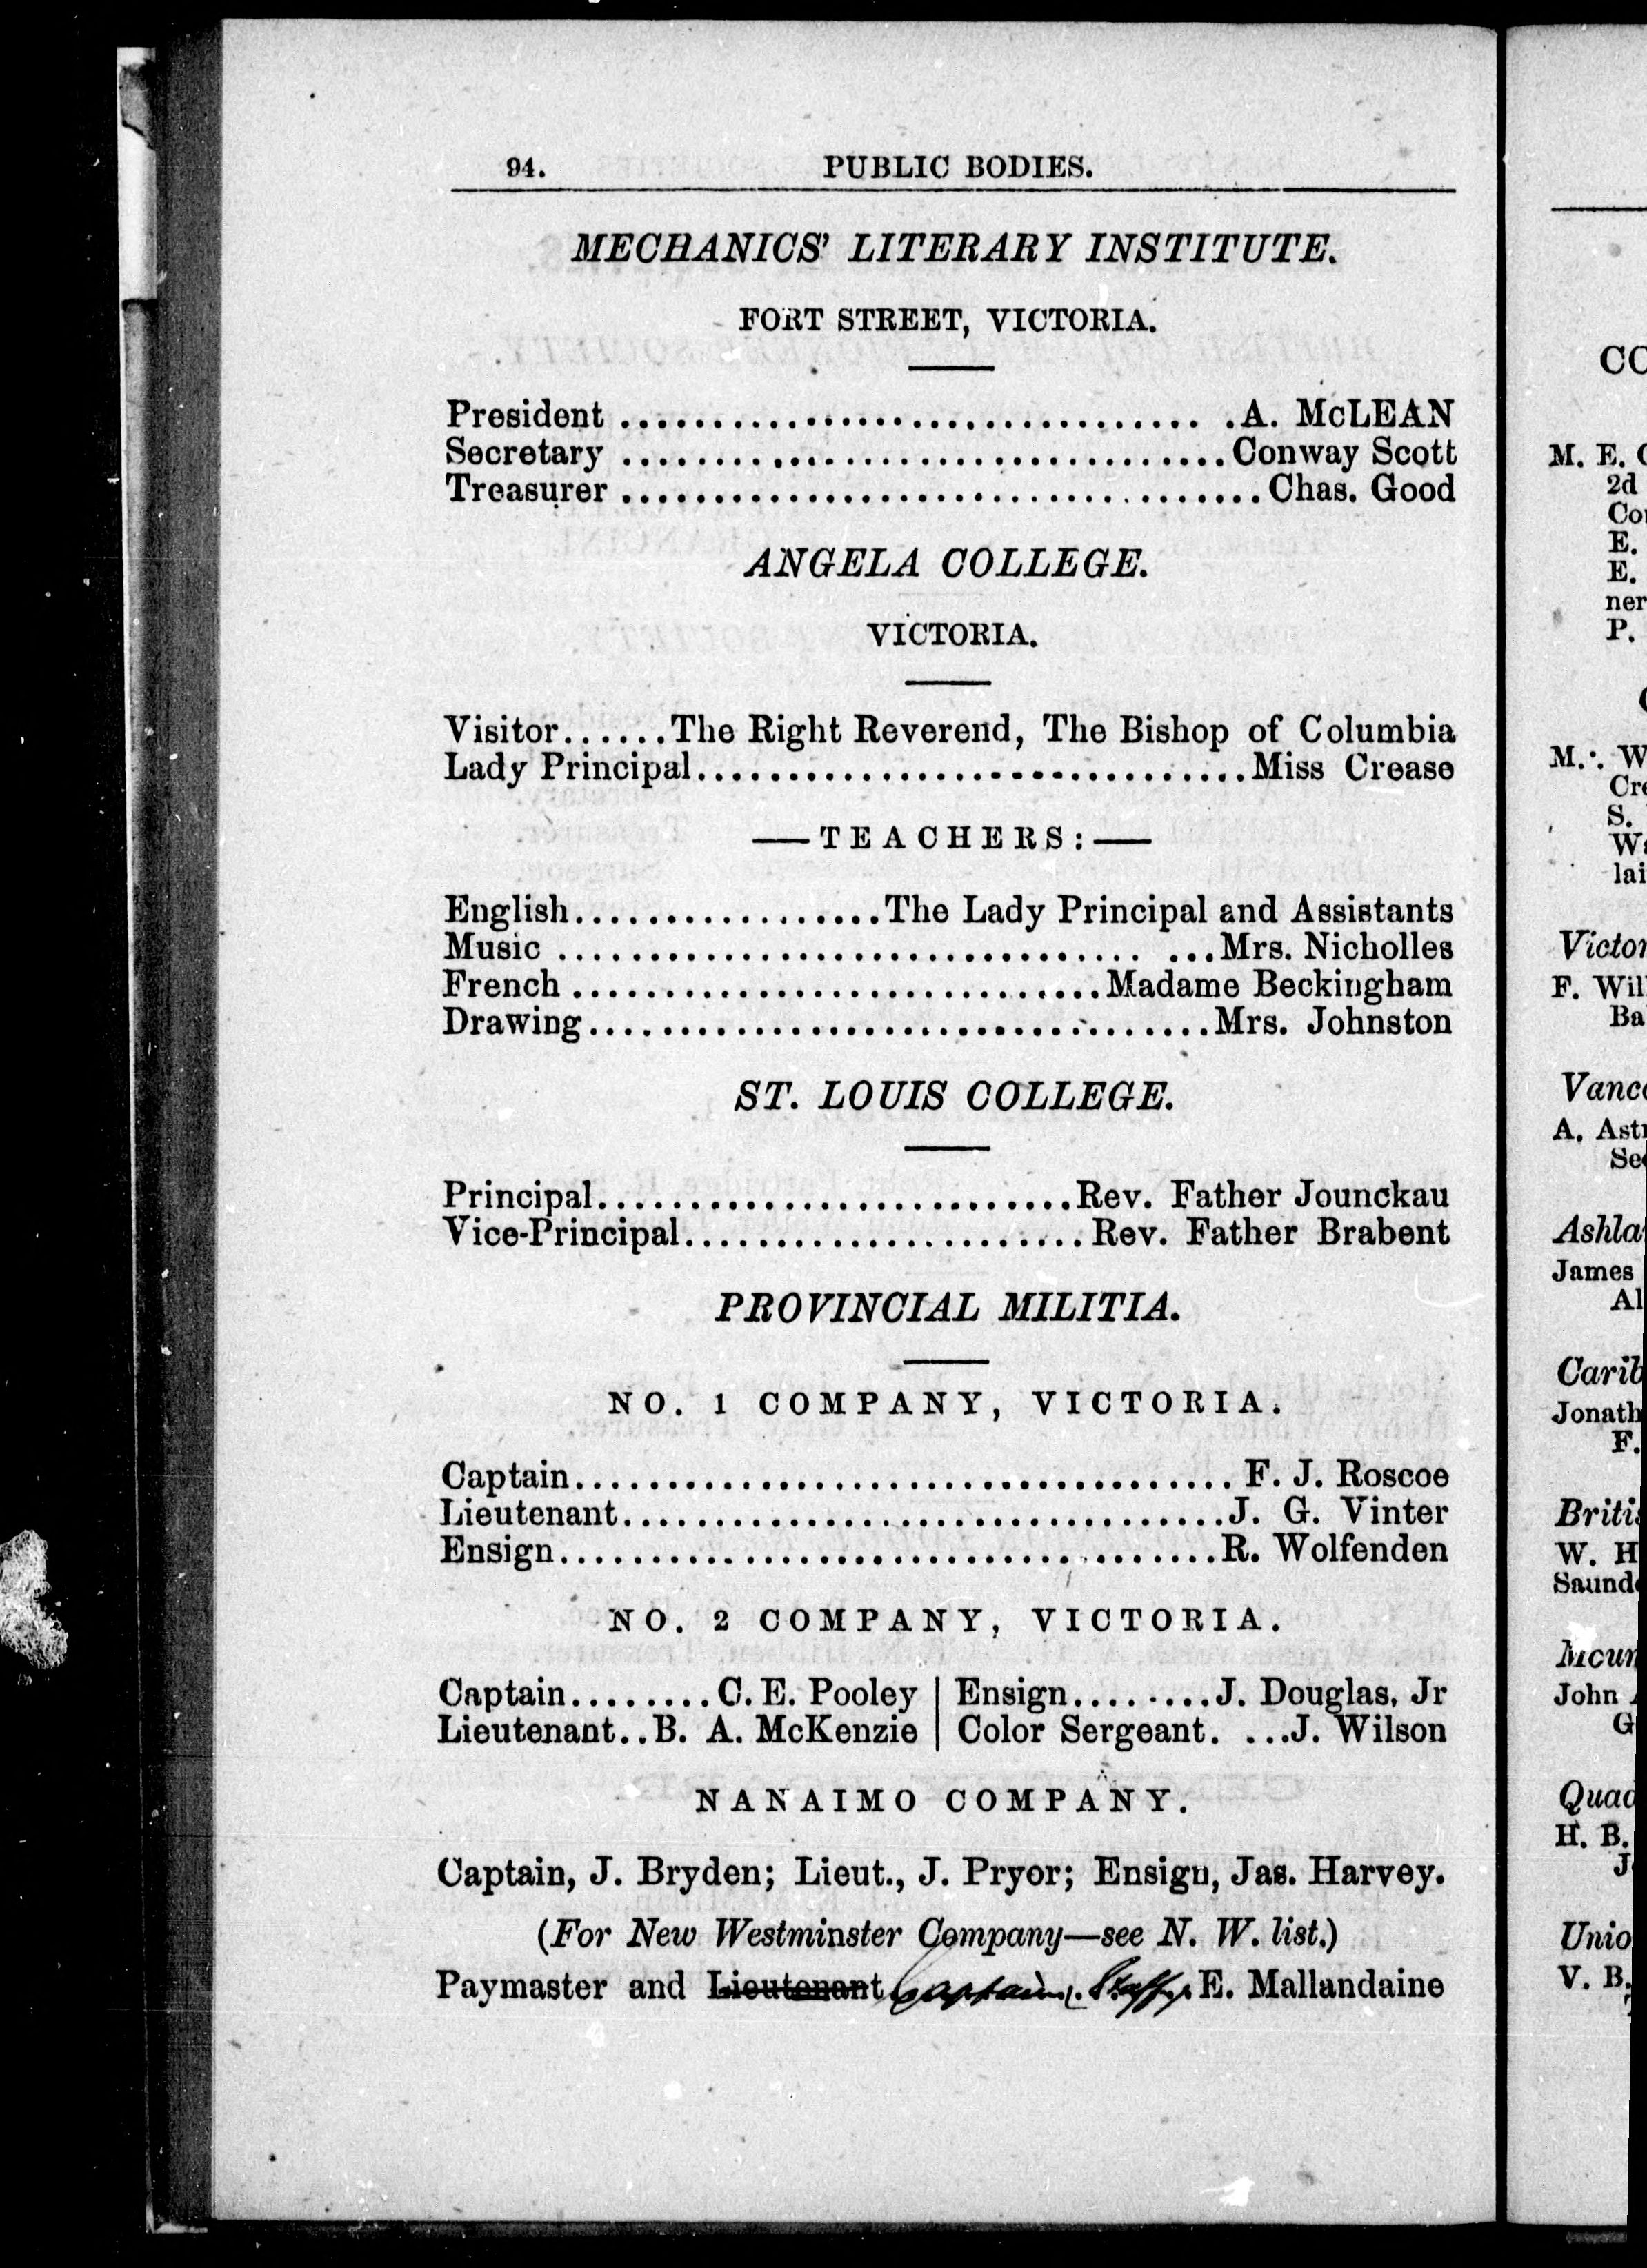 94. PUBLIC BODIES.
MECHANICS' LITERARY INSTITUTE.
FORT STREET, VICTORIA.
President ................................. A. McLEAN
Secretary .................................Conway Scott
Treasurer ...................................Chas. Good
ANGELA COLLEGE.
VICTORIA.
Visitor......The Right Reverend, The Bishop of Columbia
Lady Principal..............................Miss Crease
—TEACHERS:—
English.................The Lady Principal and Assistants
Music ...................................Mrs. Nicholles
French .............................Madame Beckingham
Drawing..................................Mrs. Johnston
ST. LOUIS COLLEGE.
Principal..........................Rev. Father Jounckau
Vice-Principal......................Rev. Father Brabent
PROVINCIAL MILITIA.
NO. 1 COMPANY, VICTORIA.
Captain....................................F. J. Roscoe
Lieutenant.................................J. G. Vinter
Ensign....................................R. Wolfenden
NO. 2 COMPANY, VICTORIA.
Captain........C. E. Pooley | Ensign........J. Douglas, Jr
Lieutenant..B. A. McKenzie | Color Sergeant. ...J. Wilson
NANAIMO COMPANY.
Captain, J. Bryden; Lieut., J. Pryor; Ensign, Jas. Harvey.
(For New Westminster Company—see N. W. list.)
Paymaster and Lieutenant Captain. Staff. E. Mallandaine
CO
M. E.
2d
E.
E.
P.
M.∴ W
S.
F. Wil
A.
James
F.
W. H
John
H. B.
V. B.